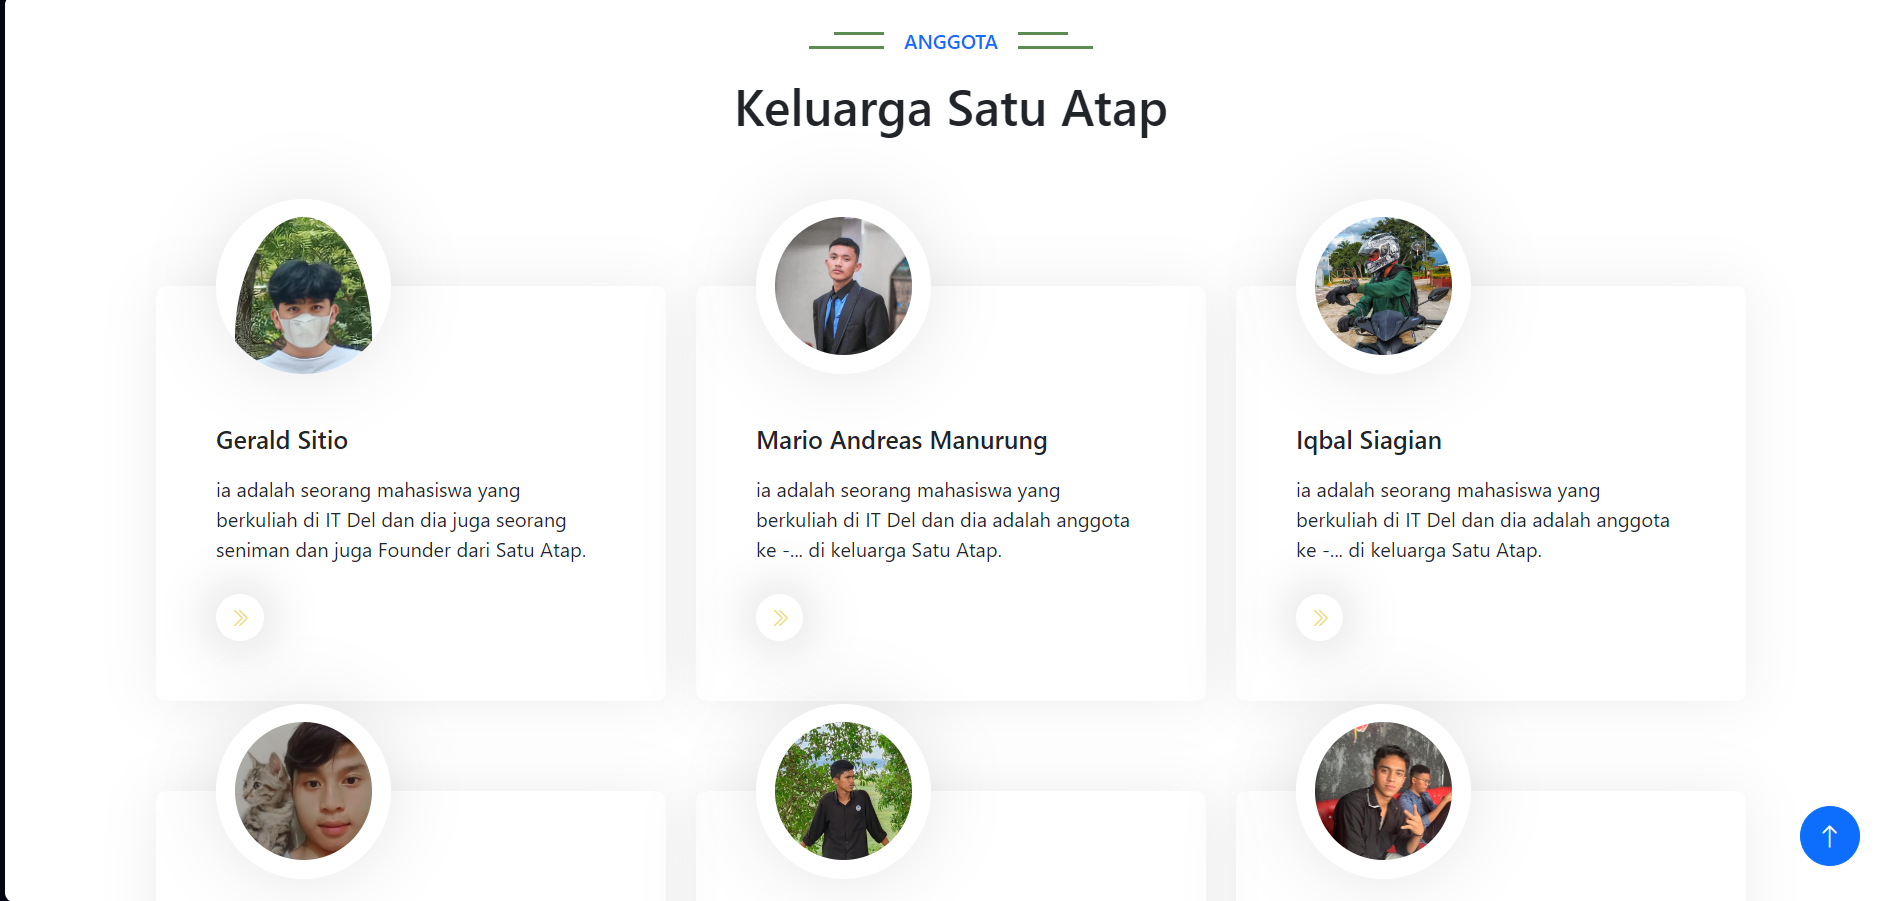 ANGGOTA
Keluarga Satu Atap
Gerald Sitio
ia adalah seorang mahasiswa yang
berkuliah di IT Del dan dia juga seorang
seniman dan juga Founder dari Satu Atap.
Mario Andreas Manurung
ia adalah seorang mahasiswa yang
berkuliah di IT Del dan dia adalah anggota
ke -... di keluarga Satu Atap.
Iqbal Siagian
ia adalah seorang mahasiswa yang
berkuliah di IT Del dan dia adalah anggota
ke -... di keluarga Satu Atap.